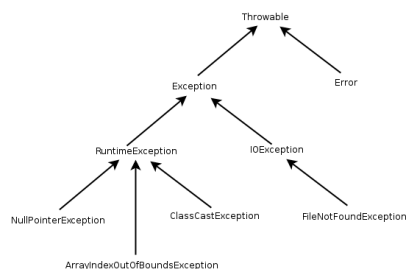 Throwable
Exception
Error
RuntimeException
IOException
NullPointerException
ClassCastException
FileNotFoundException
ArrayIndexOutOfBoundsException